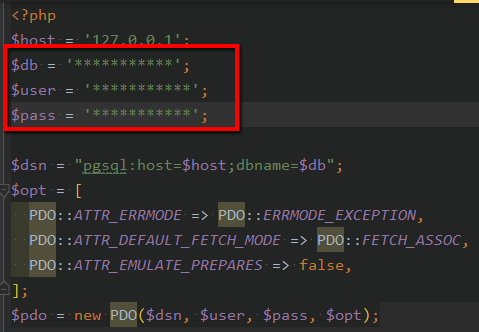 <?php
$host = '127.0.0.1';
$db = '***********';
$user = '***********';
$pass = '***********';
$dsn = "pgsql:host=$host;dbname=$db";
$opt = [
PDO::ATTR_ERRMODE => PDO::ERRMODE_EXCEPTION,
PDO::ATTR_DEFAULT_FETCH_MODE => PDO::FETCH_ASSOC,
PDO::ATTR_EMULATE_PREPARES => false,
];
$pdo = new PDO($dsn, $user, $pass, $opt);